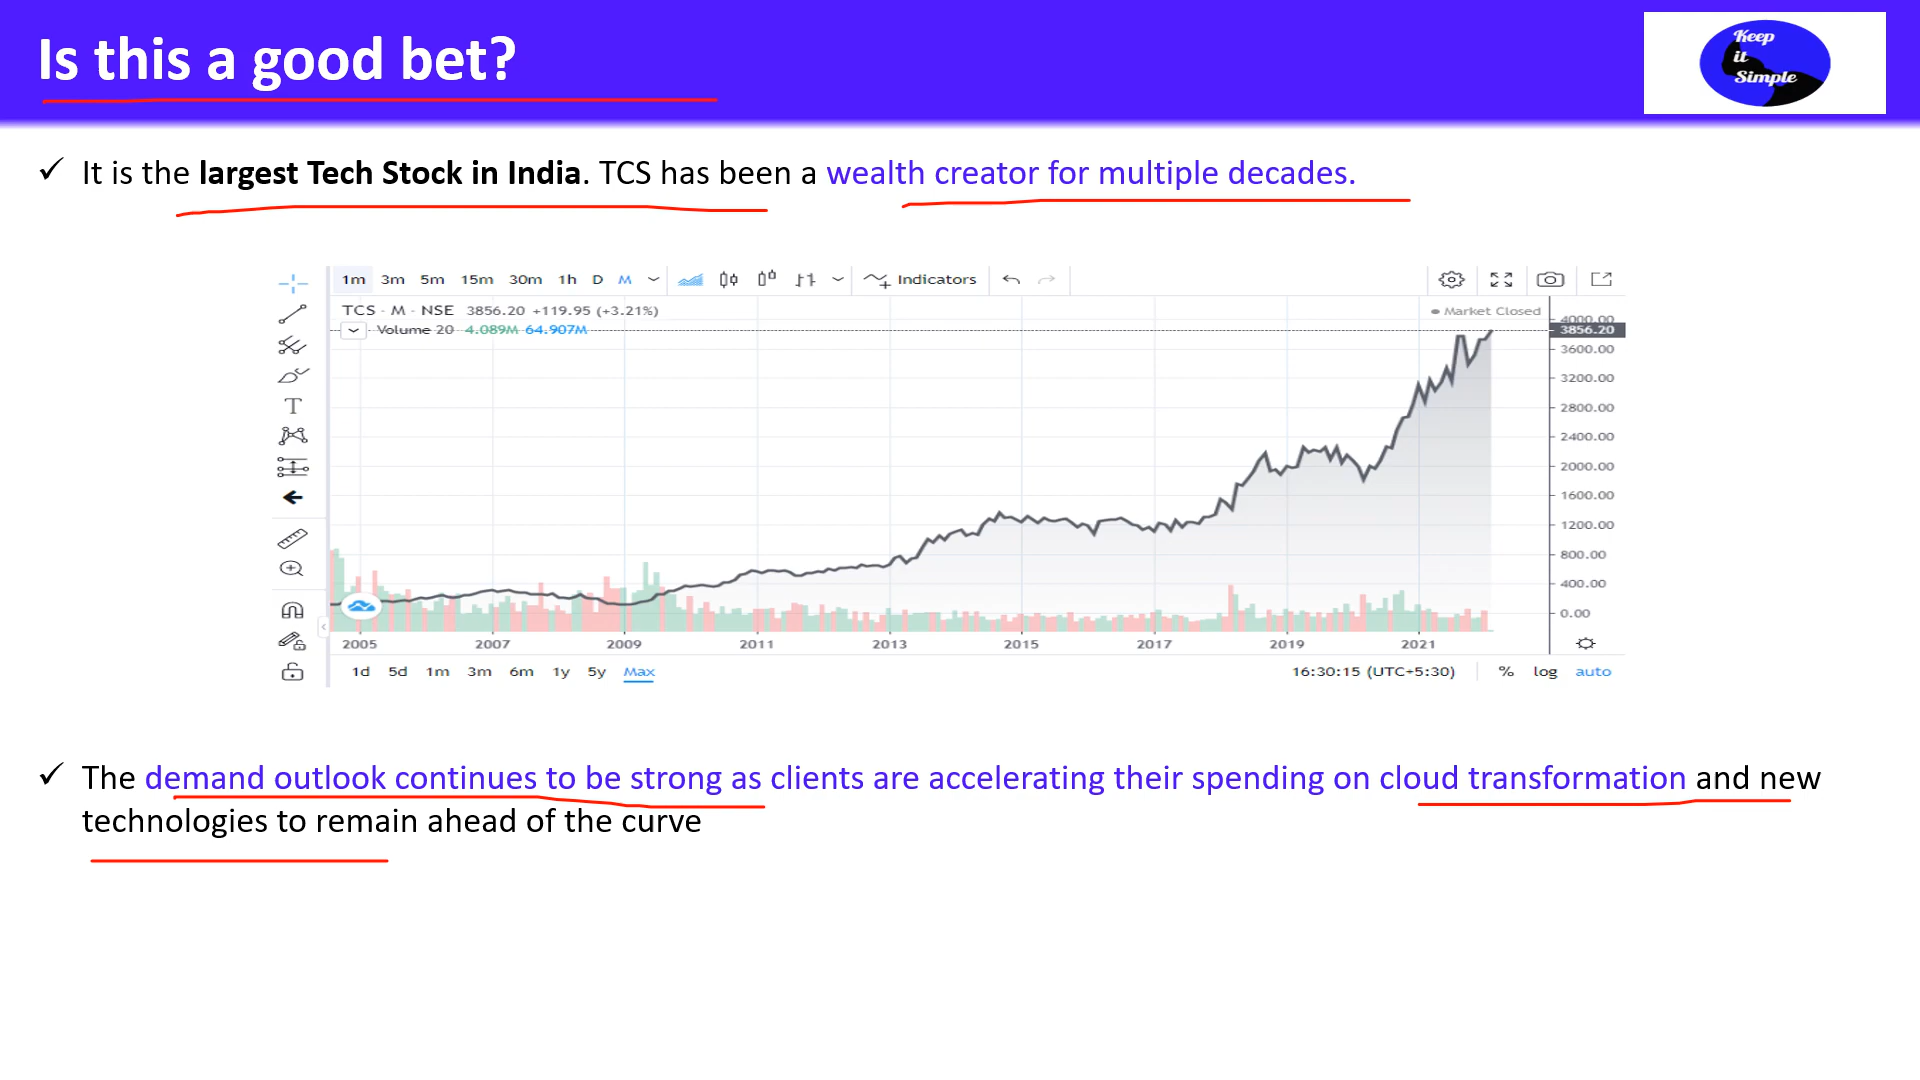 Is this a good bet?
Keep
it
Simple
✓ It is the largest Tech Stock in India. TCS has been a wealth creator for multiple decades.
1m 3m 5m 15m 30m 1h D M Indicators
TCS · M · NSE 3856.20 +119.95 (+3.21%)
Market Closed
Volume 20 4.089M 64.907M
4000.00
3856.20
3600.00
3200.00
2800.00
2400.00
2000.00
1600.00
1200.00
800.00
400.00
0.00
T
2005 2007 2009 2011 2013 2015 2017 2019 2021
1d 5d 1m 3m 6m 1y 5y Max 16:30:15 (UTC+5:30) % log auto
✓ The demand outlook continues to be strong as clients are accelerating their spending on cloud transformation and new
technologies to remain ahead of the curve